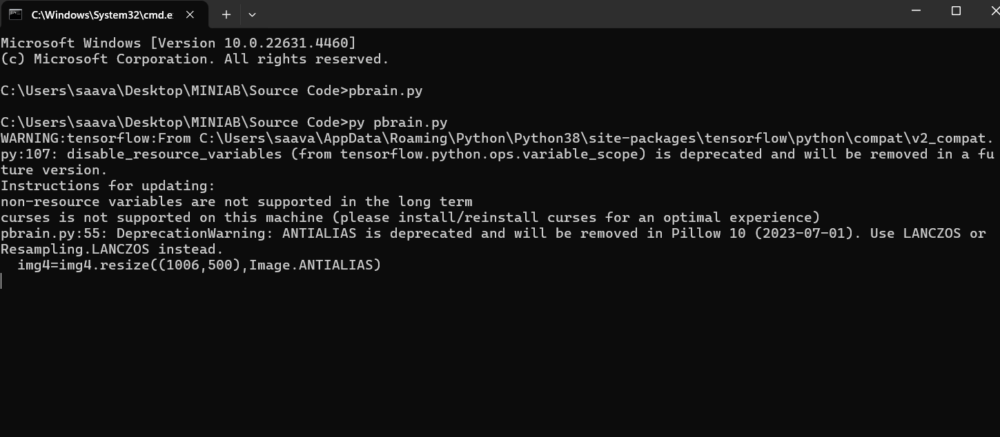 C:\Windows\System32\cmd.e
Microsoft Windows [Version 10.0.22631.4460]
(c) Microsoft Corporation. All rights reserved.
C:\Users\saava\Desktop\MINIAB\Source Code>pbrain.py
C:\Users\saava\Desktop\MINIAB\Source Code>py pbrain.py
WARNING:tensorflow:From C:\Users\saava\AppData\Roaming\Python\Python38\site-packages\tensorflow\python\compat\v2_compat.
py:107: disable_resource_variables (from tensorflow.python.ops.variable_scope) is deprecated and will be removed in a fu
ture version.
Instructions for updating:
non-resource variables are not supported in the long term
curses is not supported on this machine (please install/reinstall curses for an optimal experience)
pbrain.py:55: DeprecationWarning: ANTIALIAS is deprecated and will be removed in Pillow 10 (2023-07-01). Use LANCZOS or
Resampling.LANCZOS instead.
  img4=img4.resize((1006,500),Image.ANTIALIAS)